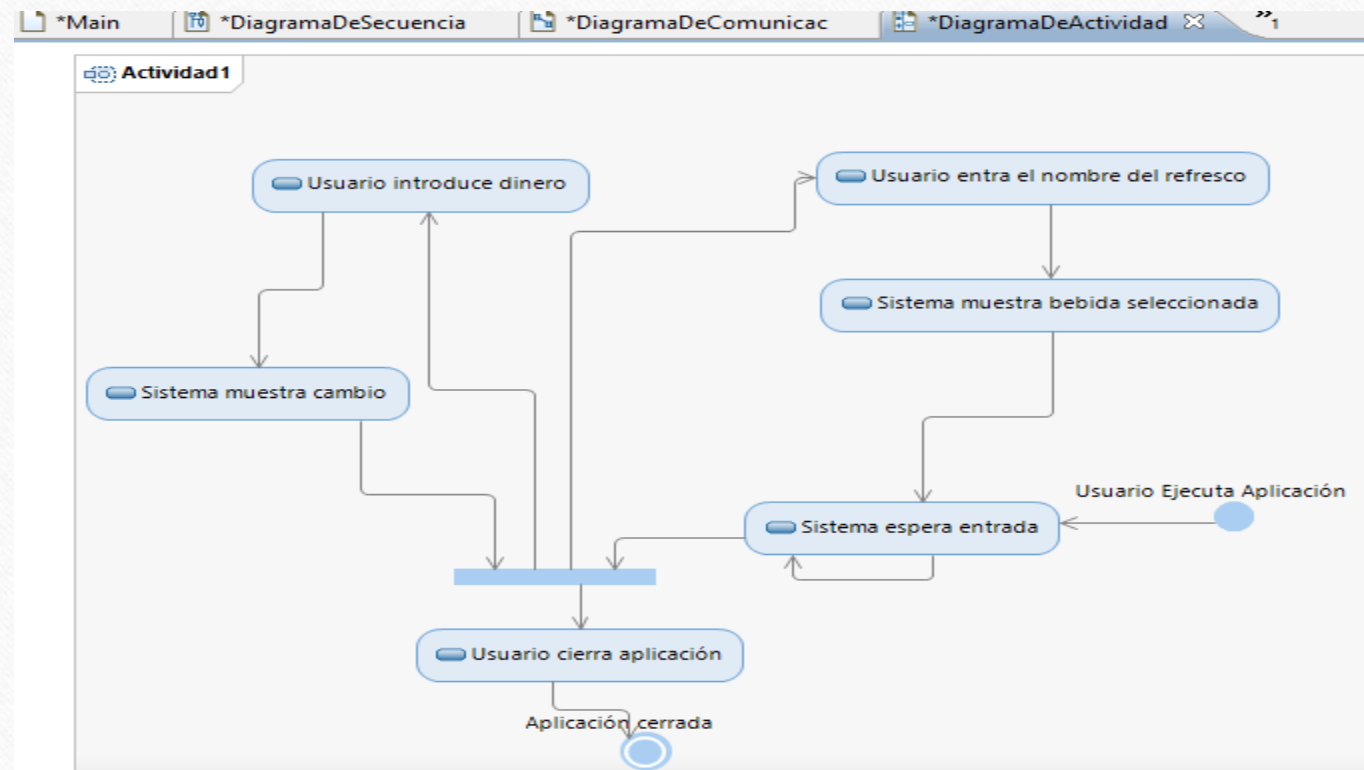 *Main *DiagramaDeSecuencia *DiagramaDeComunicac *DiagramaDeActividad »1
Actividad1
Usuario introduce dinero
Usuario entra el nombre del refresco
Sistema muestra bebida seleccionada
Sistema muestra cambio
Usuario Ejecuta Aplicación
Sistema espera entrada
Usuario cierra aplicación
Aplicación cerrada